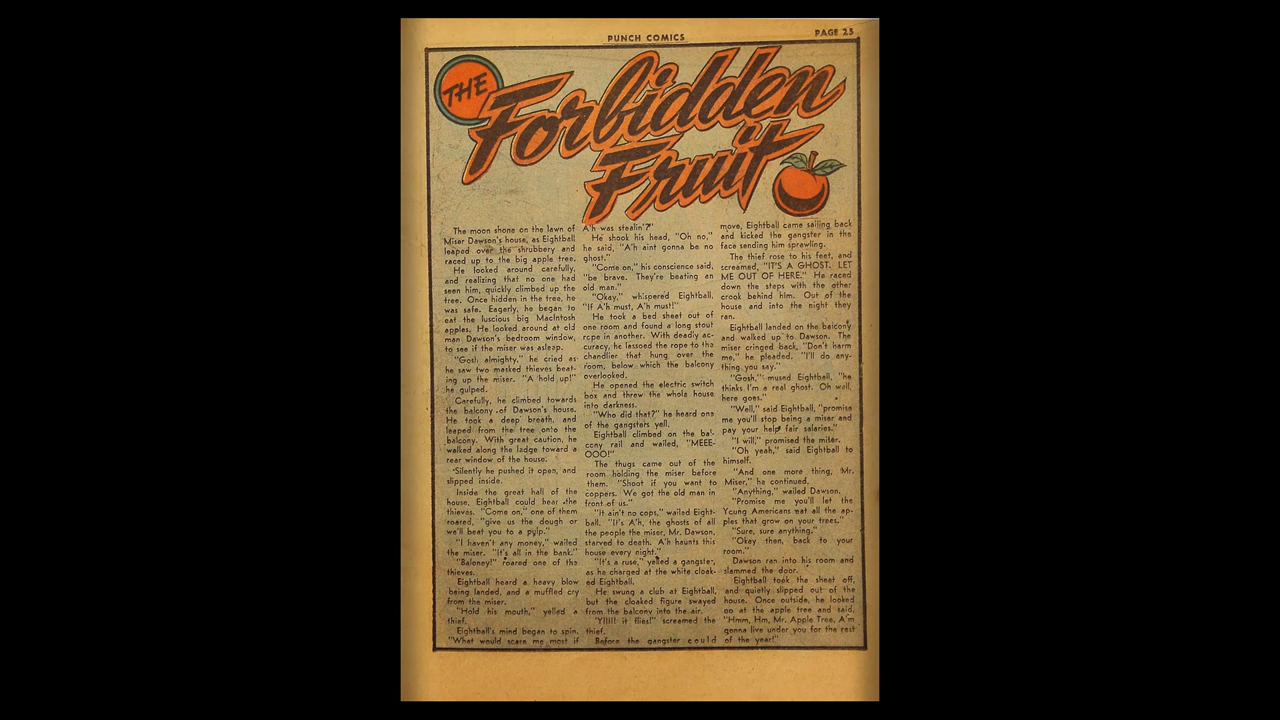 PUNCH COMICS
PAGE 25
THE
Forbidden
Fruit
The moon shone on the lawn of
Miser Dawson's house, as Eightball
leaped over the shrubbery and
raced up to the big apple tree.
He looked around carefully,
and realizing that no one had
seen him, quickly climbed up the
tree. Once hidden in the tree, he
was safe. Eagerly, he began to
eat the luscious big MacIntosh
apples. He looked around at old
man Dawson's bedroom window,
to see if the miser was asleep.
"Gosh almighty," he cried as
he saw two masked thieves beat-
ing up the miser. "A hold up!"
he gulped.
Carefully, he climbed towards
the balcony of Dawson's house.
He took a deep breath, and
leaped from the tree onto the
balcony. With great caution, he
walked along the ladge toward a
rear window of the house.
Silently he pushed it open, and
slipped inside.
Inside the great hall of the
house, Eightball could hear the
thieves. "Come on," one of them
roared, "give us the dough or
we'll beat you to a pulp."
"I haven't any money," wailed
the miser. "It's all in the bank."
"Baloney!" roared one of the
thieves.
Eightball heard a heavy blow
being landed, and a muffled cry
from the miser.
"Hold his mouth," yelled a
thief.
Eightball's mind began to spin.
"What would scare me most if
A'h was stealin'?"
He shook his head, "Oh no,"
he said, "A'h aint gonna be no
ghost."
"Come on," his conscience said,
"be brave. They're beating an
old man."
"Okay," whispered Eightball,
"If A'h must, A'h must!"
He took a bed sheet out of
one room and found a long stout
rope in another. With deadly ac-
curacy, he lassoed the rope to the
chandlier that hung over the
room, below which the balcony
overlooked.
He opened the electric switch
box and threw the whole house
into darkness.
"Who did that?" he heard one
of the gangsters yell.
Eightball climbed on the bal-
cony rail and wailed, "MEEE-
OOO!"
The thugs came out of the
room holding the miser before
them. "Shoot if you want to
coppers. We got the old man in
front of us."
"It ain't no cops," wailed Eight-
ball. "It's A'h, the ghosts of all
the people the miser, Mr. Dawson,
starved to death. A'h haunts this
house every night."
"It's a ruse," yelled a gangster,
as he charged at the white cloak-
ed Eightball.
He swung a club at Eightball,
but the cloaked figure swayed
from the balcony into the air.
"YIIII! it flies!" screamed the
thief.
Before the gangster could
move, Eightball came sailing back
and kicked the gangster in the
face sending him sprawling.
The thief rose to his feet, and
screamed, "IT'S A GHOST. LET
ME OUT OF HERE." He raced
down the steps with the other
crook behind him. Out of the
house and into the night they
ran.
Eightball landed on the balcony
and walked up to Dawson. The
miser cringed back, "Don't harm
me," he pleaded. "I'll do any-
thing you say."
"Gosh," mused Eightball, "he
thinks I'm a real ghost. Oh well,
here goes."
"Well," said Eightball, "promise
me you'll stop being a miser and
pay your help fair salaries."
"I will," promised the miser.
"Oh yeah," said Eightball to
himself.
"And one more thing, Mr.
Miser," he continued.
"Anything," wailed Dawson.
"Promise me you'll let the
Young Americans eat all the ap-
ples that grow on your trees."
"Sure, sure anything."
"Okay then, back to your
room."
Dawson ran into his room and
slammed the door.
Eightball took the sheet off,
and quietly slipped out of the
house. Once outside, he looked
up at the apple tree and said,
"Hmm, Hm, Mr. Apple Tree, A'm
gonna live under you for the rest
of the year!"